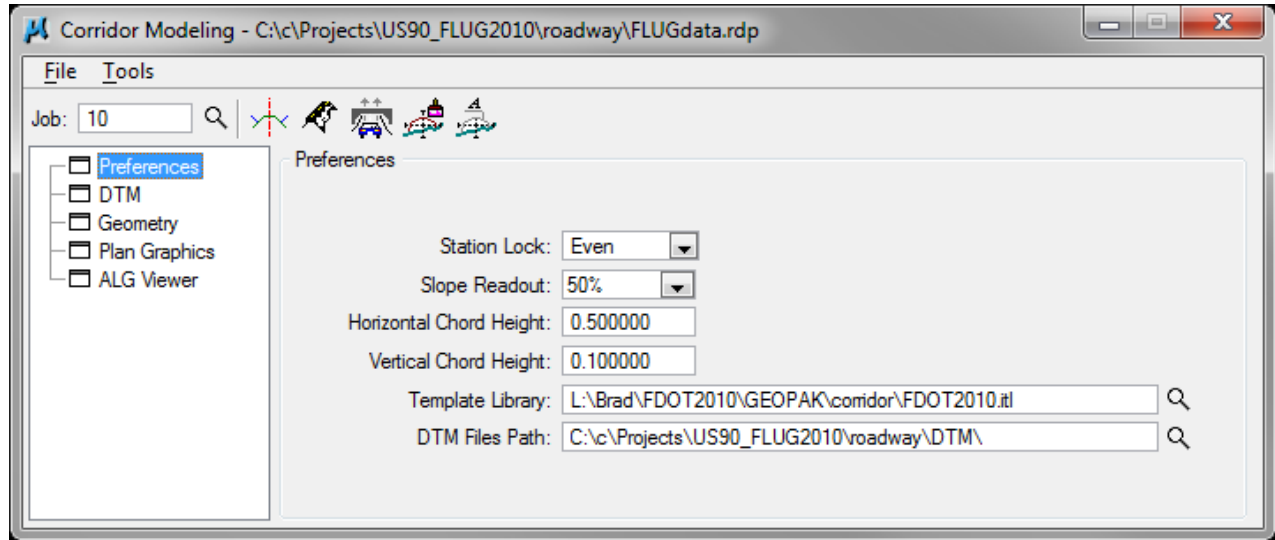 Corridor Modeling - C:\c\Projects\US90_FLUG2010\roadway\FLUGdata.rdp
File Tools
Job: 10
Preferences
DTM
Geometry
Plan Graphics
ALG Viewer
Preferences
Station Lock: Even
Slope Readout: 50%
Horizontal Chord Height: 0.500000
Vertical Chord Height: 0.100000
Template Library: L:\Brad\FDOT2010\GEOPAK\corridor\FDOT2010.itl
DTM Files Path: C:\c\Projects\US90_FLUG2010\roadway\DTM\